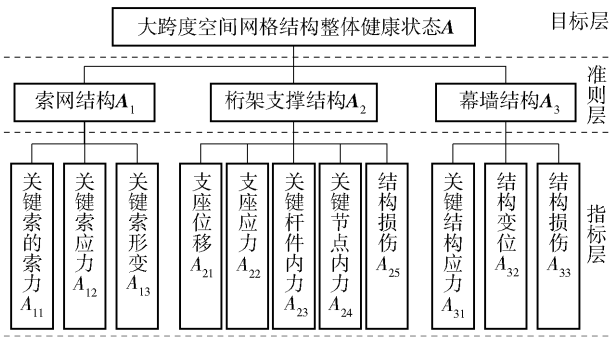 大跨度空间网格结构整体健康状态A
目标层
索网结构A1
桁架支撑结构A2
幕墙结构A3
准则层
关键索的索力A11
关键索应力A12
关键索形变A13
支座位移A21
支座应力A22
关键杆件内力A23
关键节点内力A24
结构损伤A25
关键结构应力A31
结构变位A32
结构损伤A33
指标层